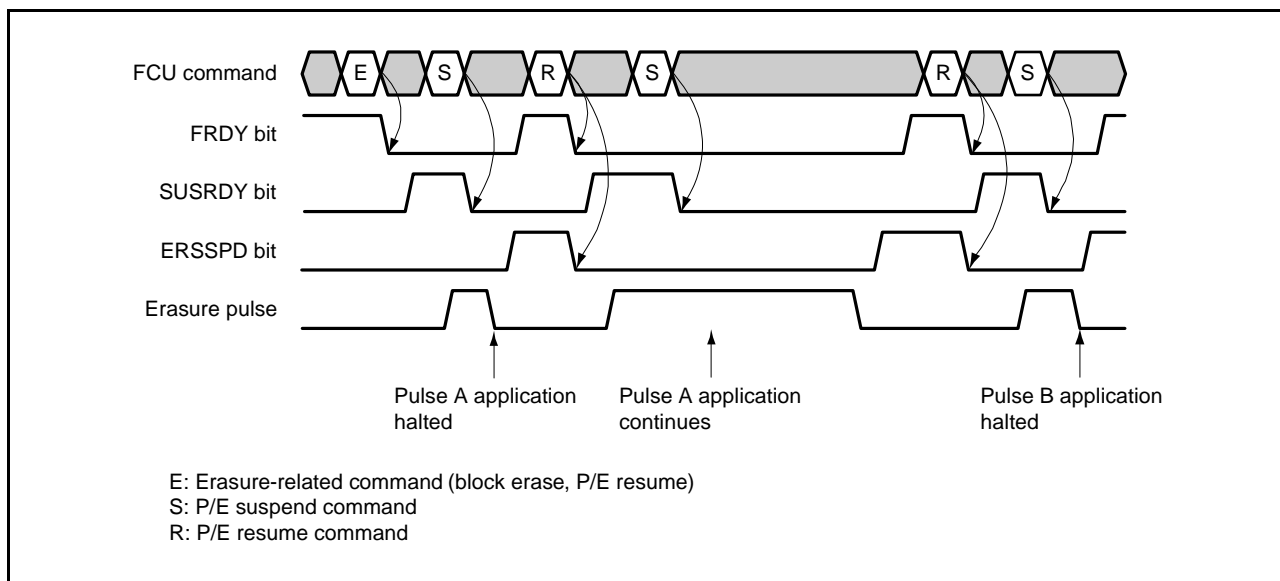 FCU command
E
S
R
S
R
S
FRDY bit
SUSRDY bit
ERSSPD bit
Erasure pulse
Pulse A application
halted
Pulse A application
continues
Pulse B application
halted
E: Erasure-related command (block erase, P/E resume)
S: P/E suspend command
R: P/E resume command